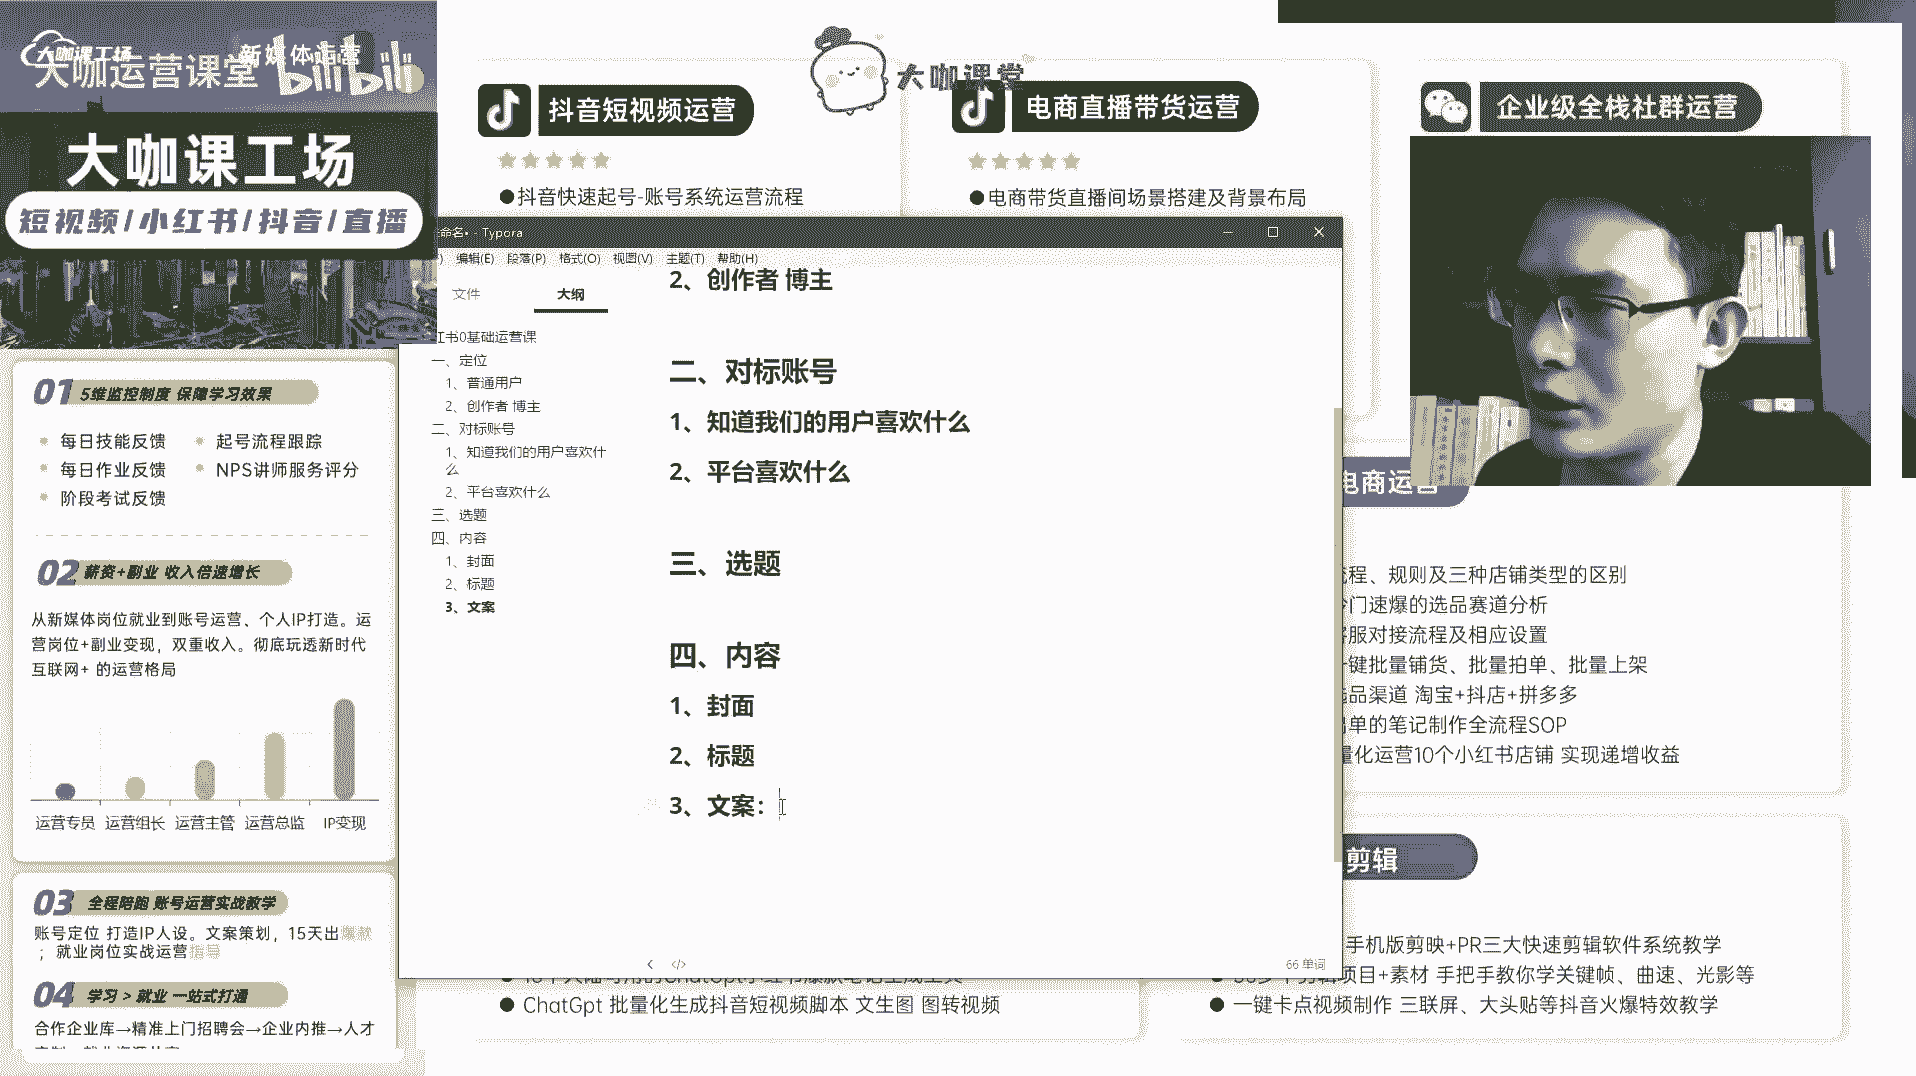 大咖课工场
新媒体运营
大咖运营课堂
bilibili
大咖课工场
短视频/小红书/抖音/直播
01 5维监控制度 保障学习效果
每日技能反馈
起号流程跟踪
每日作业反馈
NPS讲师服务评分
阶段考试反馈
02 薪资+副业 收入倍速增长
从新媒体岗位就业到账号运营、个人IP打造。运
营岗位+副业变现，双重收入。彻底玩透新时代
互联网+ 的运营格局
运营专员 运营组长 运营主管 运营总监 IP变现
03 全程陪跑 账号运营实战教学
账号定位 打造IP人设。文案策划，15天出爆款
；就业岗位实战运营指导
04 学习 > 就业 一站式打通
合作企业库→精准上门招聘会→企业内推→人才
大咖课堂
抖音短视频运营
●抖音快速起号-账号系统运营流程
电商直播带货运营
●电商带货直播间场景搭建及背景布局
企业级全栈社群运营
命名• - Typora
编辑(E) 段落(P) 格式(O) 视图(V) 主题(T) 帮助(H)
文件
大纲
书0基础运营课
一、定位
1、普通用户
2、创作者 博主
二、对标账号
1、知道我们的用户喜欢什
么
2、平台喜欢什么
三、选题
四、内容
1、封面
2、标题
3、文案
2、创作者 博主
二、对标账号
1、知道我们的用户喜欢什么
2、平台喜欢什么
三、选题
四、内容
1、封面
2、标题
3、文案：
66 单词
电商运营
流程、规则及三种店铺类型的区别
冷门速爆的选品赛道分析
客服对接流程及相应设置
一键批量铺货、批量拍单、批量上架
选品渠道 淘宝+抖店+拼多多
出单的笔记制作全流程SOP
量化运营10个小红书店铺 实现递增收益
剪辑
手机版剪映+PR三大快速剪辑软件系统教学
项目+素材 手把手教你学关键帧、曲速、光影等
● 一键卡点视频制作 三联屏、大头贴等抖音火爆特效教学
● ChatGpt 批量化生成抖音短视频脚本 文生图 图转视频